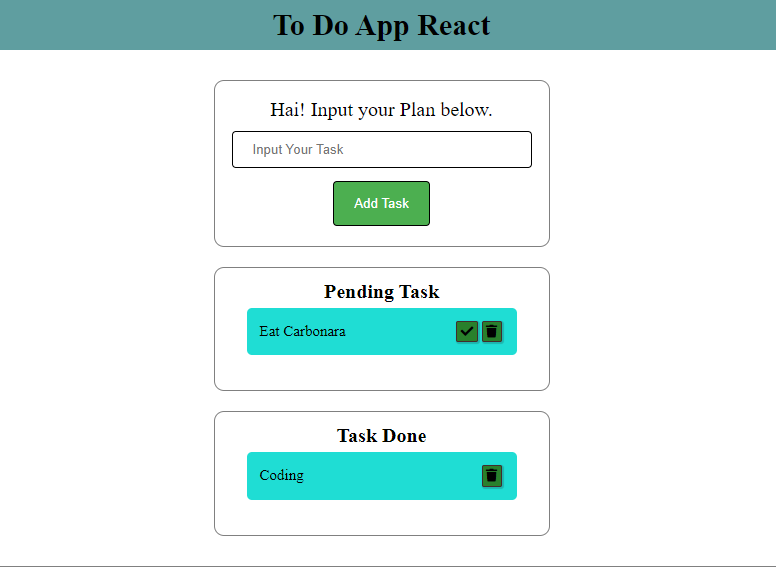 To Do App React
Hai! Input your Plan below.
Input Your Task
Add Task
Pending Task
Eat Carbonara
Task Done
Coding